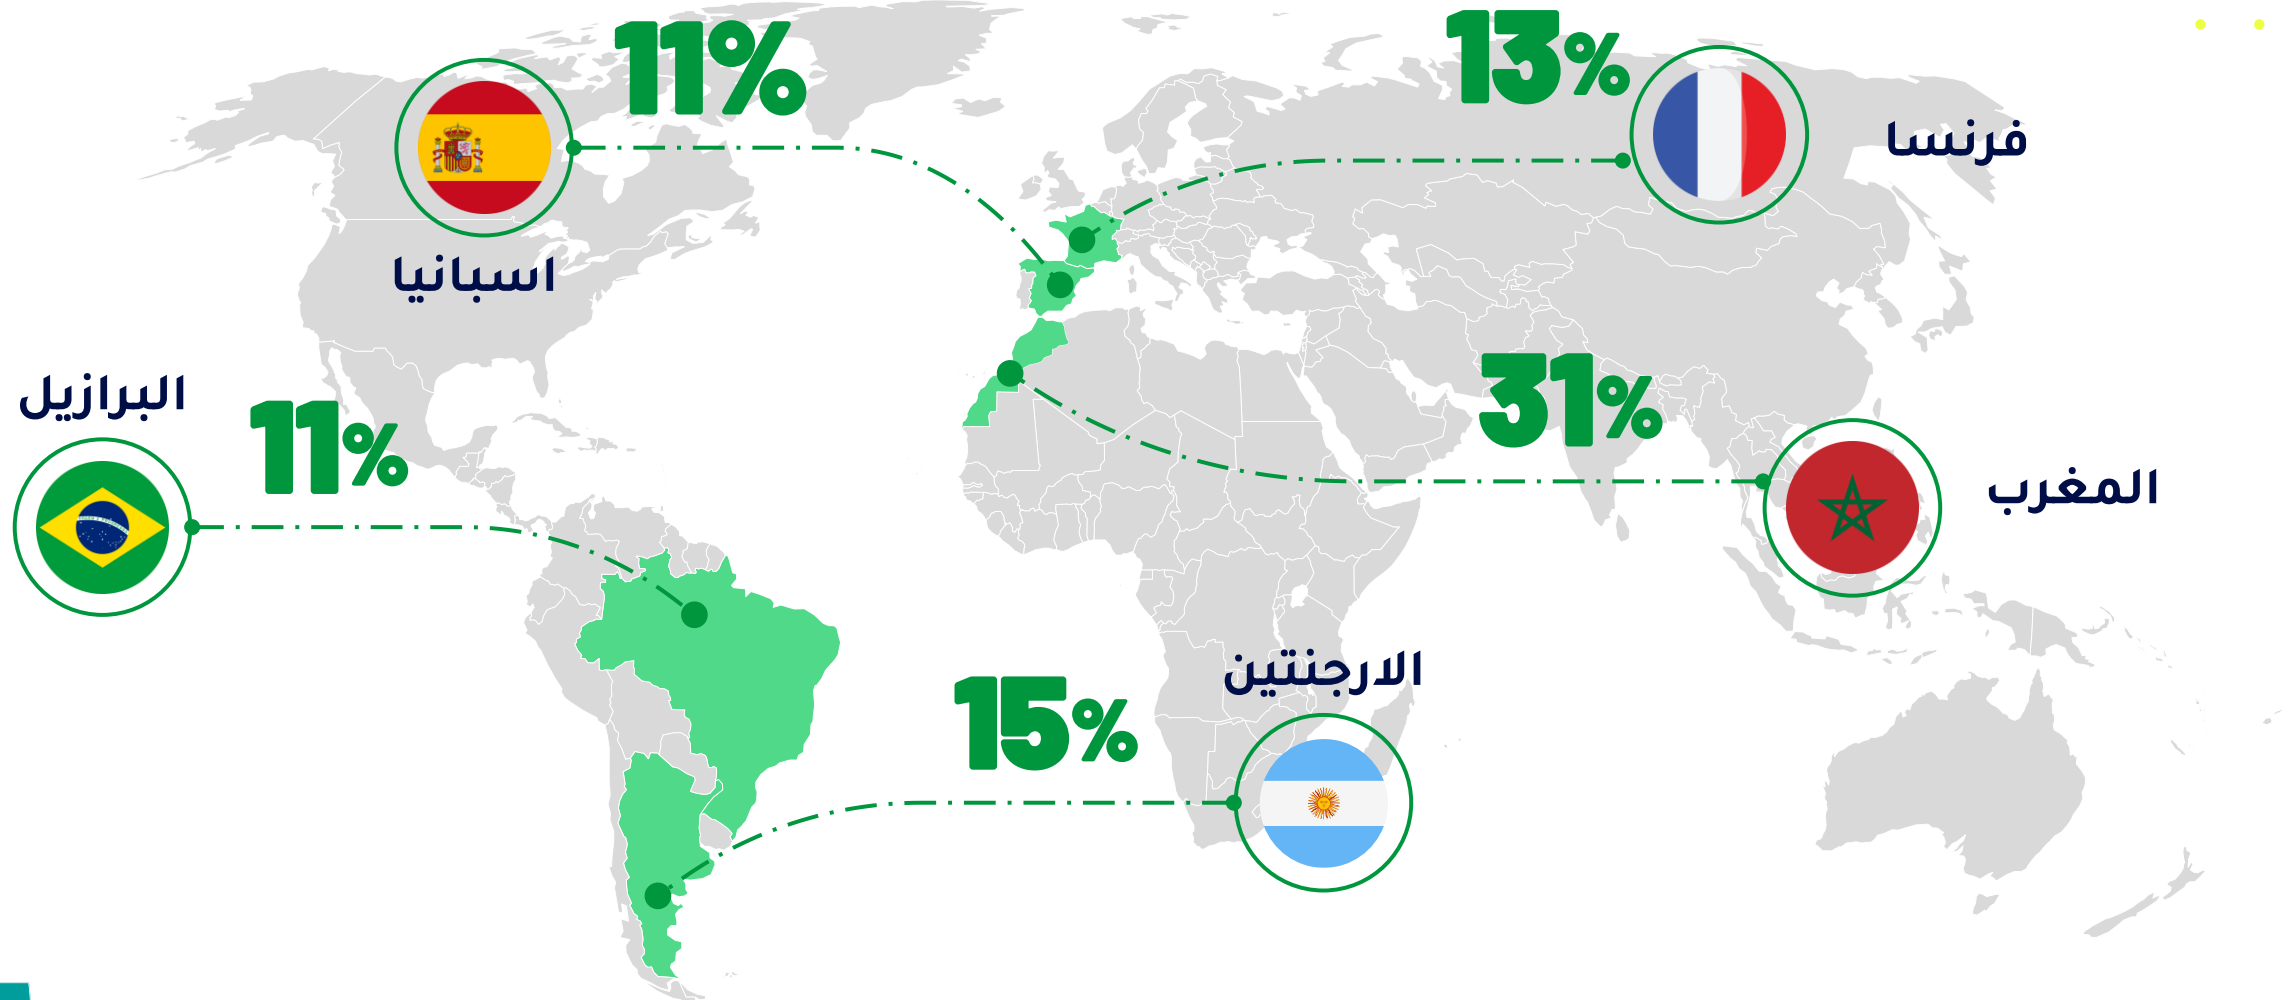 11%
اسبانيا
13%
فرنسا
البرازيل
11%
31%
المغرب
الارجنتين
15%